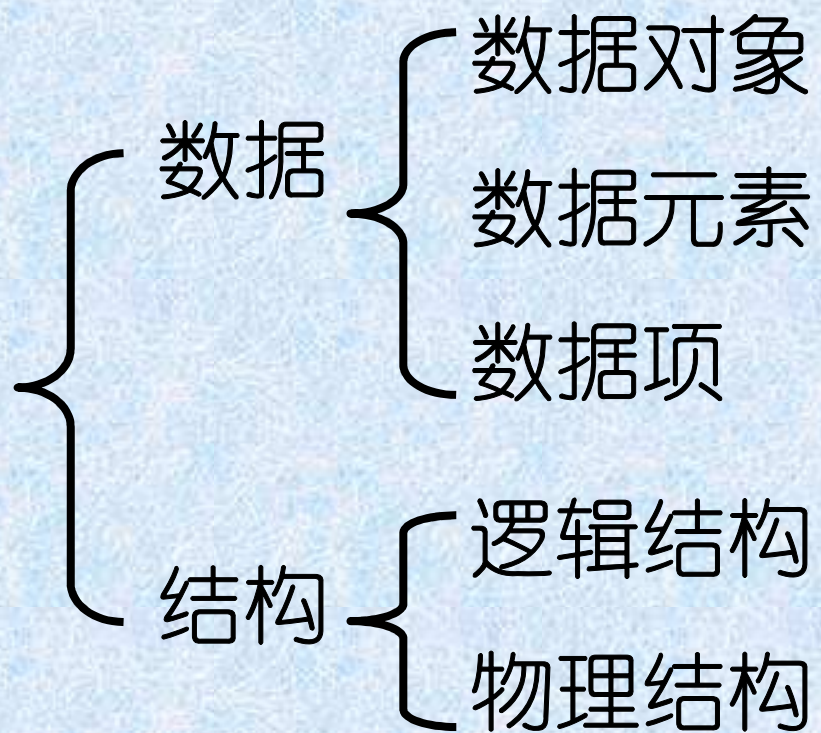 数据
数据对象
数据元素
数据项
结构
逻辑结构
物理结构